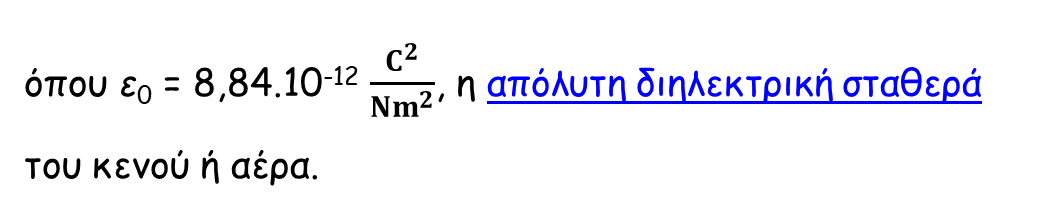 όπου ε₀ = 8,84.10⁻¹² C²/Nm², η απόλυτη διηλεκτρική σταθερά
του κενού ή αέρα.